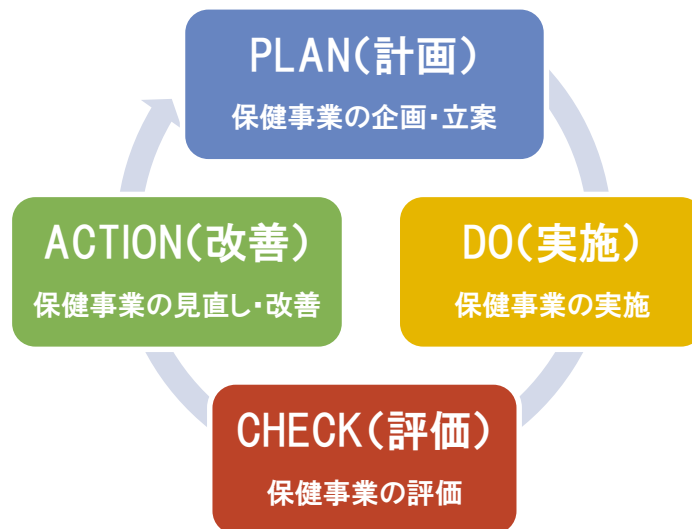 PLAN(計画)
保健事業の企画・立案
ACTION(改善)
保健事業の見直し・改善
DO(実施)
保健事業の実施
CHECK(評価)
保健事業の評価